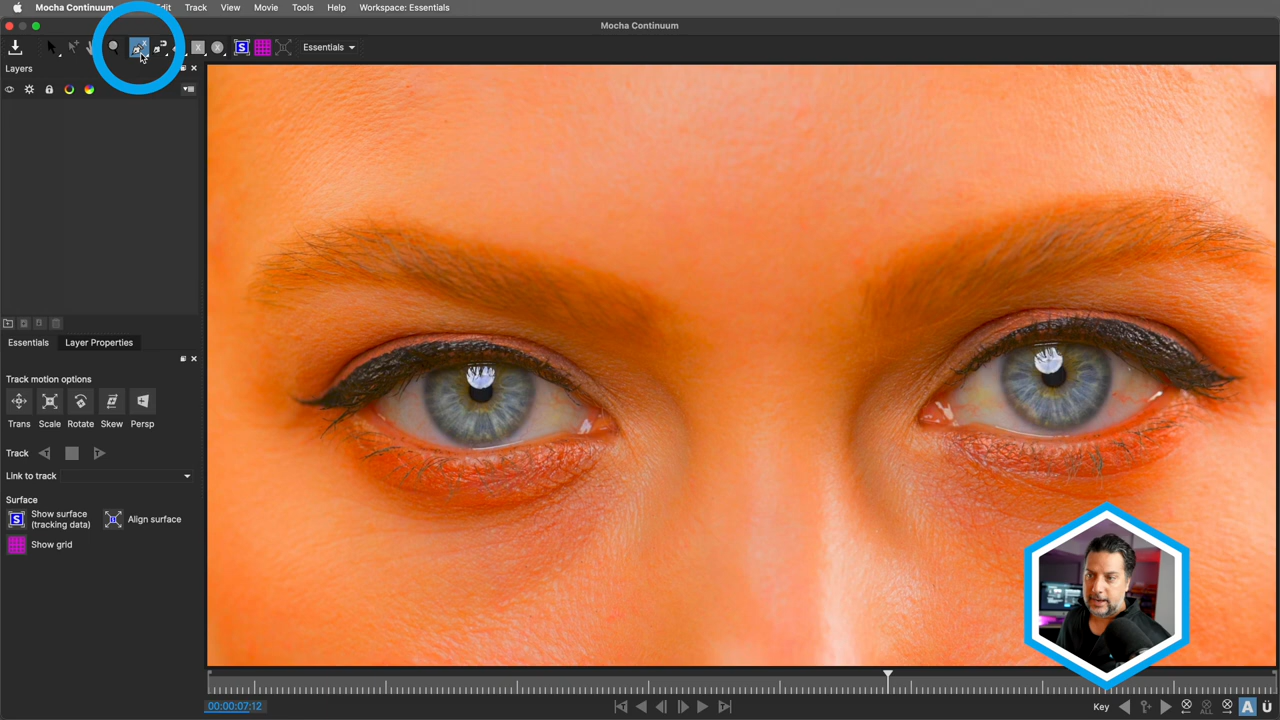 Mocha Continuum
Edit
Track
View
Movie
Tools
Help
Workspace: Essentials
Mocha Continuum
Essentials
Layers
Essentials
Layer Properties
Track motion options
Trans
Scale
Rotate
Skew
Persp
Track
Link to track
Surface
Show surface
(tracking data)
Align surface
Show grid
00:00:07:12
Key
ALL
A
Ü